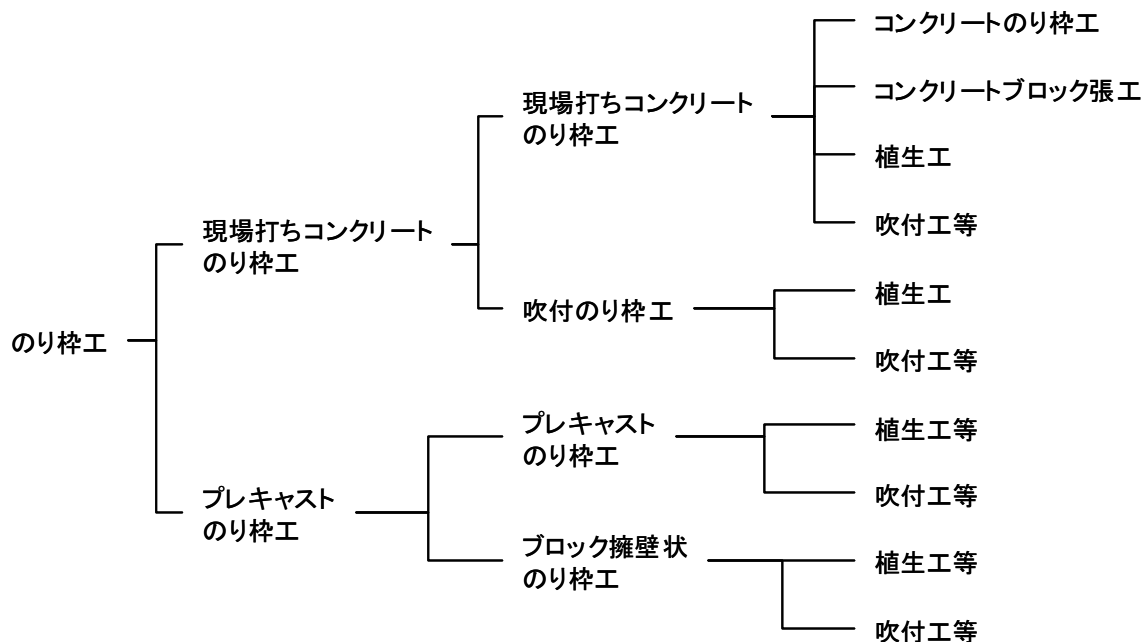 のり枠工
現場打ちコンクリート
のり枠工
現場打ちコンクリート
のり枠工
コンクリートのり枠工
コンクリートブロック張工
植生工
吹付工等
吹付のり枠工
植生工
吹付工等
プレキャスト
のり枠工
プレキャスト
のり枠工
植生工等
吹付工等
ブロック擁壁状
のり枠工
植生工等
吹付工等